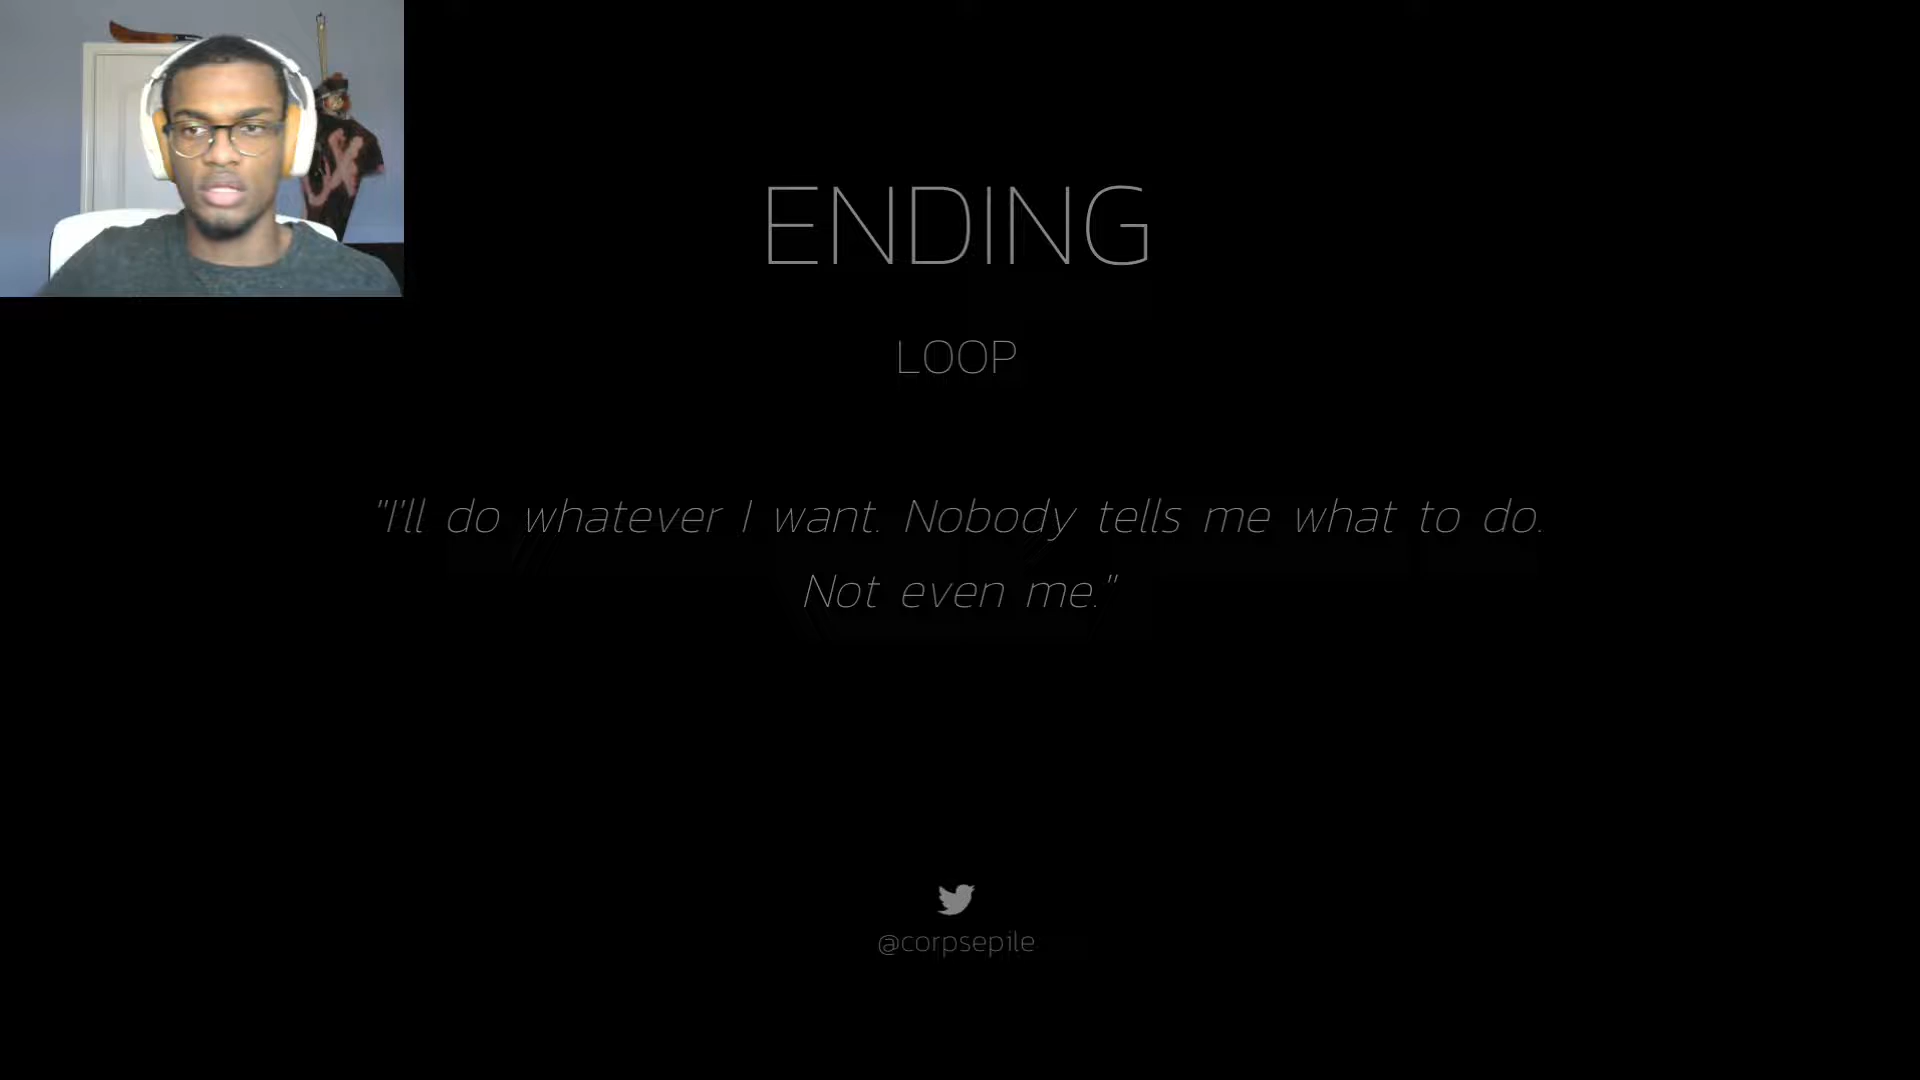 ENDING
LOOP
"I'll do whatever I want. Nobody tells me what to do.
Not even me."
@corpsepile